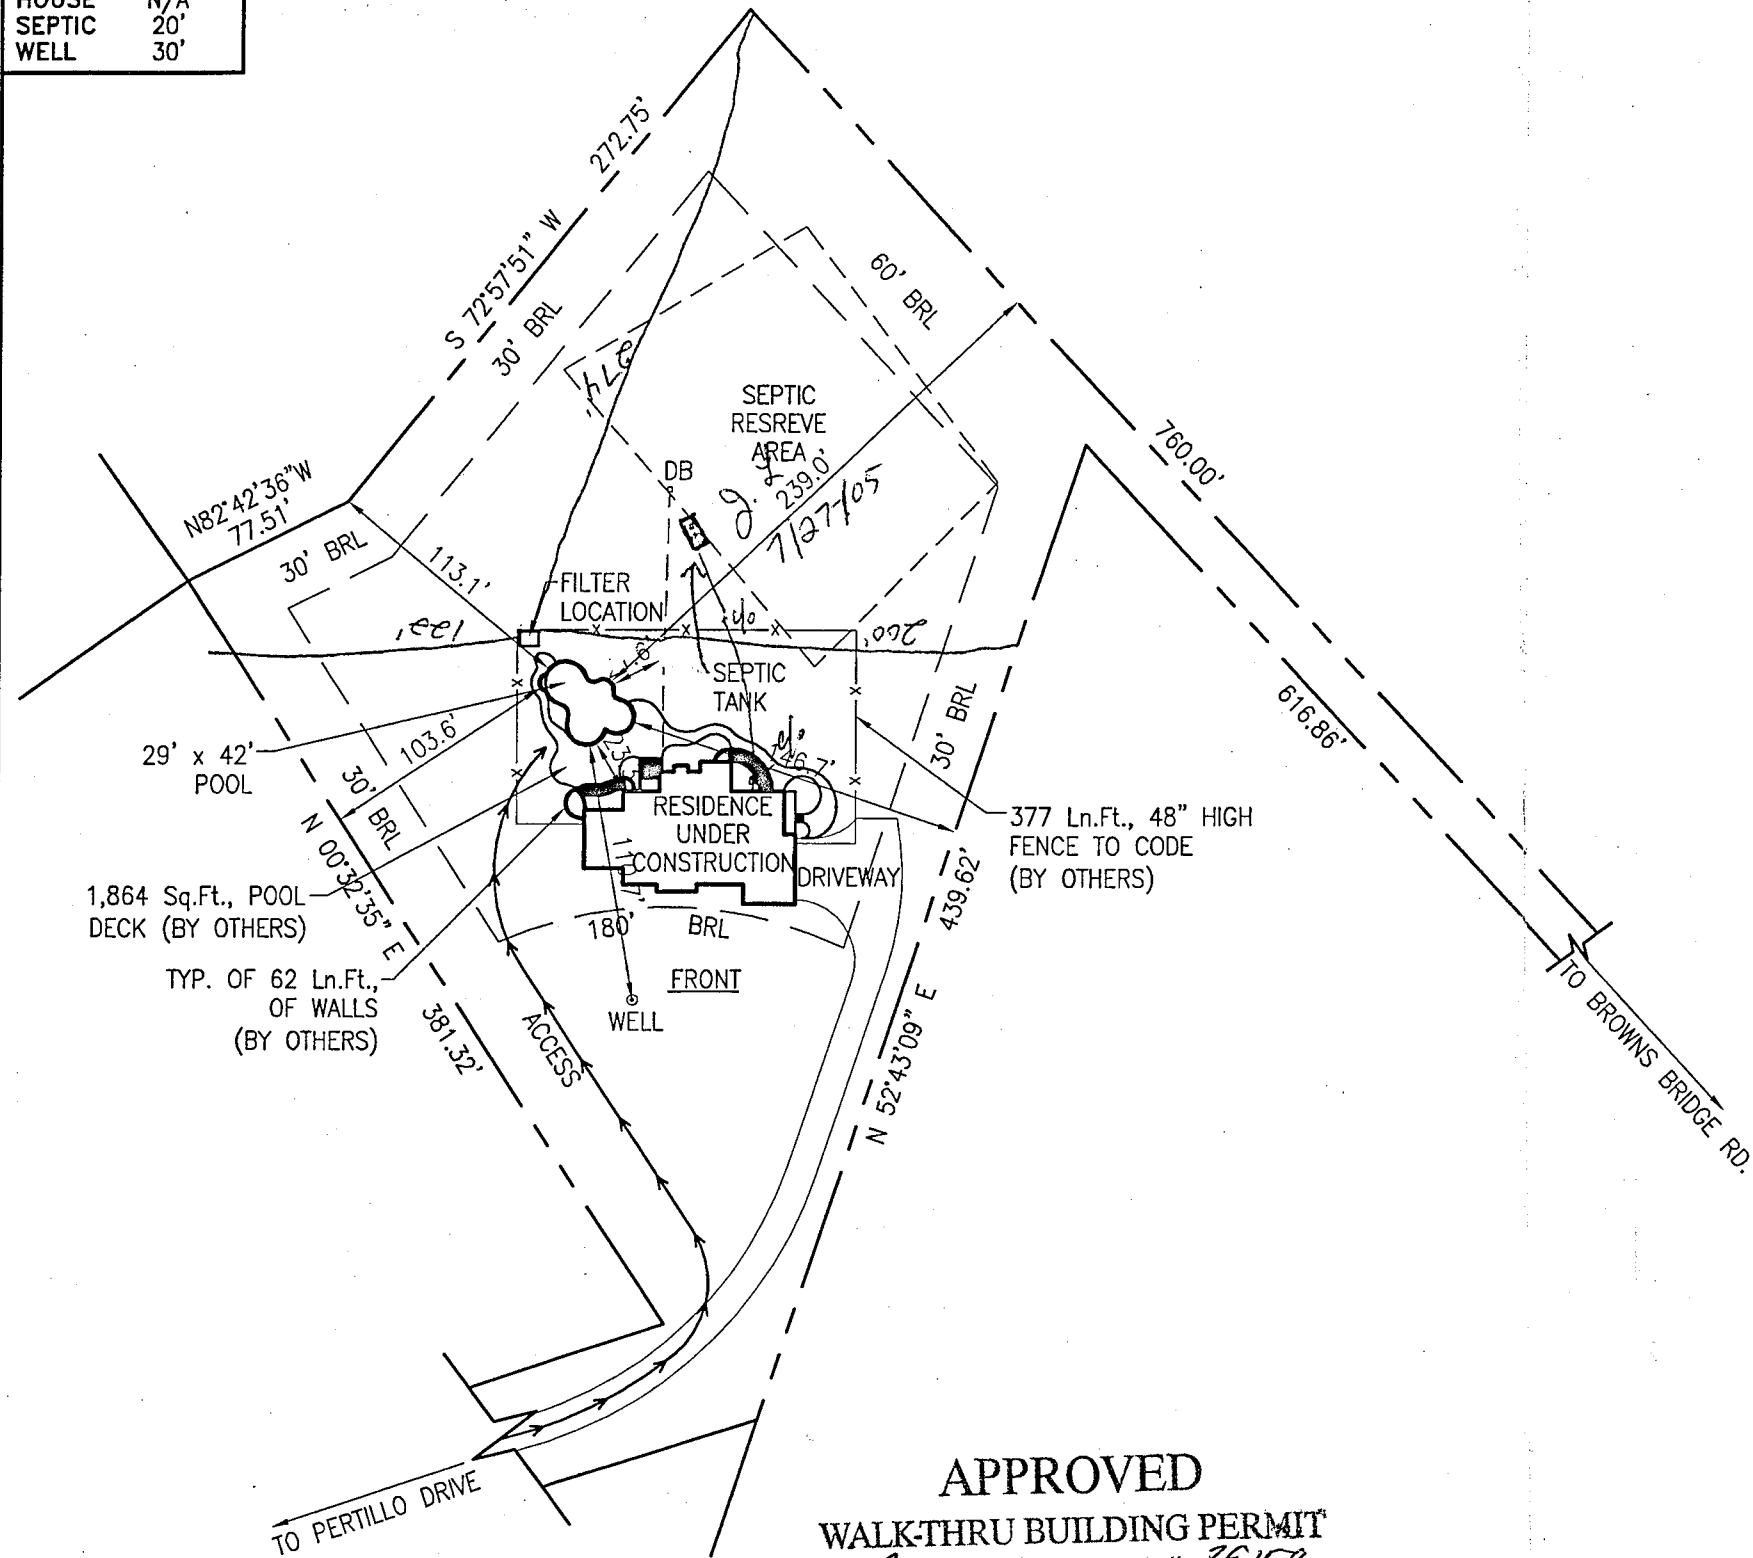 HOUSE N/A
SEPTIC 20'
WELL 30'
272.75'
S 72°57'51" W
30' BRL
60' BRL
274'
SEPTIC
RESREVE
AREA
239.0'
7/27/05
DB
760.00'
N82°42'36"W
77.51'
30' BRL
113.1'
FILTER
LOCATION
c/o
122'
200'
SEPTIC
TANK
616.86'
29' x 42'
POOL
103.6'
30' BRL
c/o
146.7'
30' BRL
RESIDENCE
UNDER
CONSTRUCTION
377 Ln.Ft., 48" HIGH
FENCE TO CODE
(BY OTHERS)
N 00°32'35" E
DRIVEWAY
439.62'
1,864 Sq.Ft., POOL
DECK (BY OTHERS)
180' BRL
TYP. OF 62 Ln.Ft.,
OF WALLS
(BY OTHERS)
FRONT
381.32'
ACCESS
WELL
TO BROWNS BRIDGE RD.
N 52°43'09" E
TO PERTILLO DRIVE
APPROVED
WALK-THRU BUILDING PERMIT